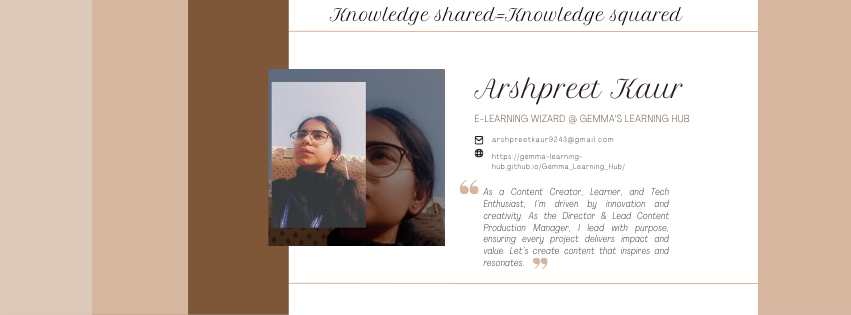 Knowledge shared=Knowledge squared
Arshpreet Kaur
E-LEARNING WIZARD @ GEMMA'S LEARNING HUB
arshpreetkaur9243@gmail.com
https://gemma-learning-
hub.github.io/Gemma_Learning_Hub/
“ As a Content Creator, Learner, and Tech
Enthusiast, I'm driven by innovation and
creativity. As the Director & Lead Content
Production Manager, I lead with purpose,
ensuring every project delivers impact and
value. Let's create content that inspires and
resonates. ”